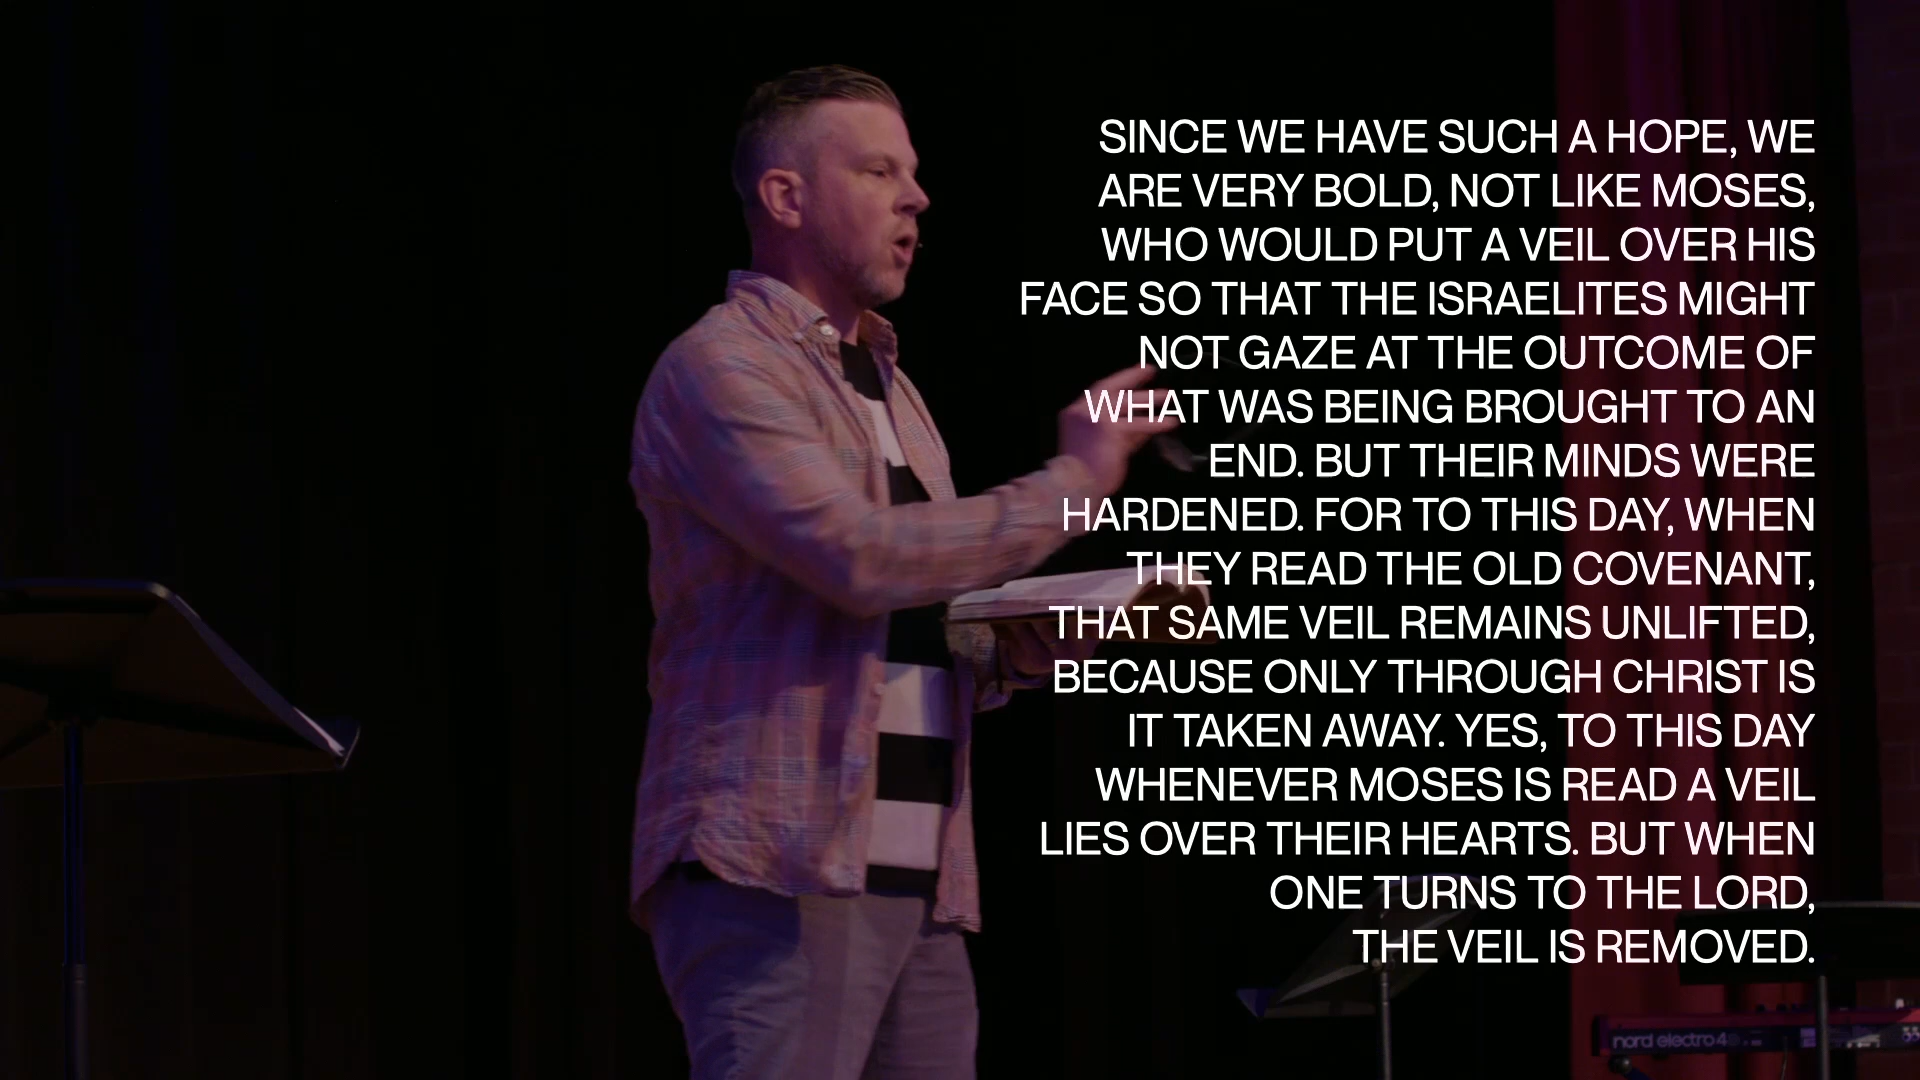 SINCE WE HAVE SUCH A HOPE, WE
ARE VERY BOLD, NOT LIKE MOSES,
WHO WOULD PUT A VEIL OVER HIS
FACE SO THAT THE ISRAELITES MIGHT
NOT GAZE AT THE OUTCOME OF
WHAT WAS BEING BROUGHT TO AN
END. BUT THEIR MINDS WERE
HARDENED. FOR TO THIS DAY, WHEN
THEY READ THE OLD COVENANT,
THAT SAME VEIL REMAINS UNLIFTED,
BECAUSE ONLY THROUGH CHRIST IS
IT TAKEN AWAY. YES, TO THIS DAY
WHENEVER MOSES IS READ A VEIL
LIES OVER THEIR HEARTS. BUT WHEN
ONE TURNS TO THE LORD,
THE VEIL IS REMOVED.
nord electro 4